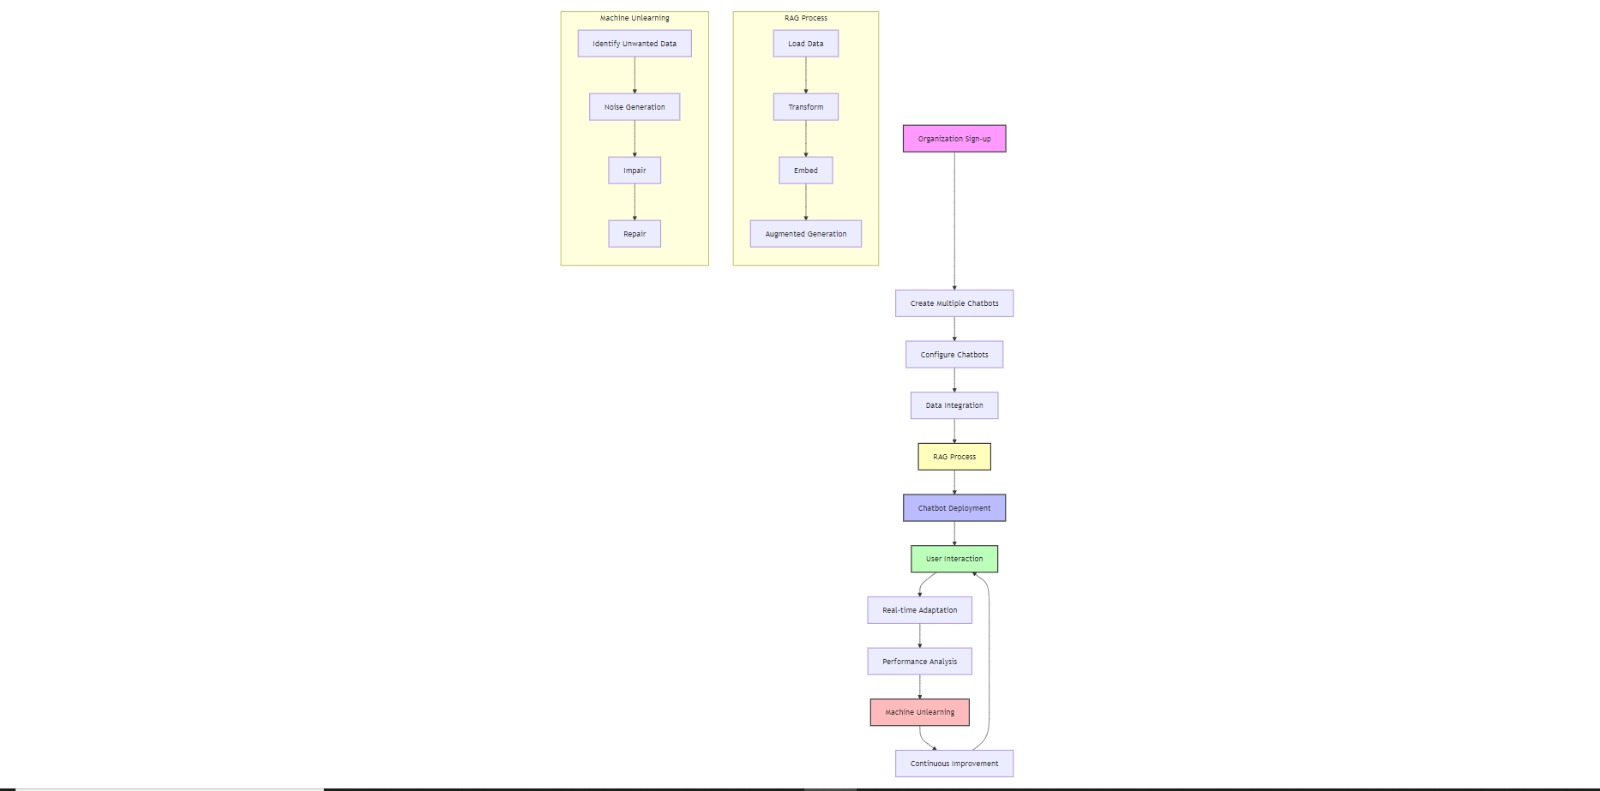 Machine Unlearning
Identify Unwanted Data
Noise Generation
Impair
Repair
RAG Process
Load Data
Transform
Embed
Augmented Generation
Organization Sign-up
Create Multiple Chatbots
Configure Chatbots
Data Integration
RAG Process
Chatbot Deployment
User Interaction
Real-time Adaptation
Performance Analysis
Machine Unlearning
Continuous Improvement